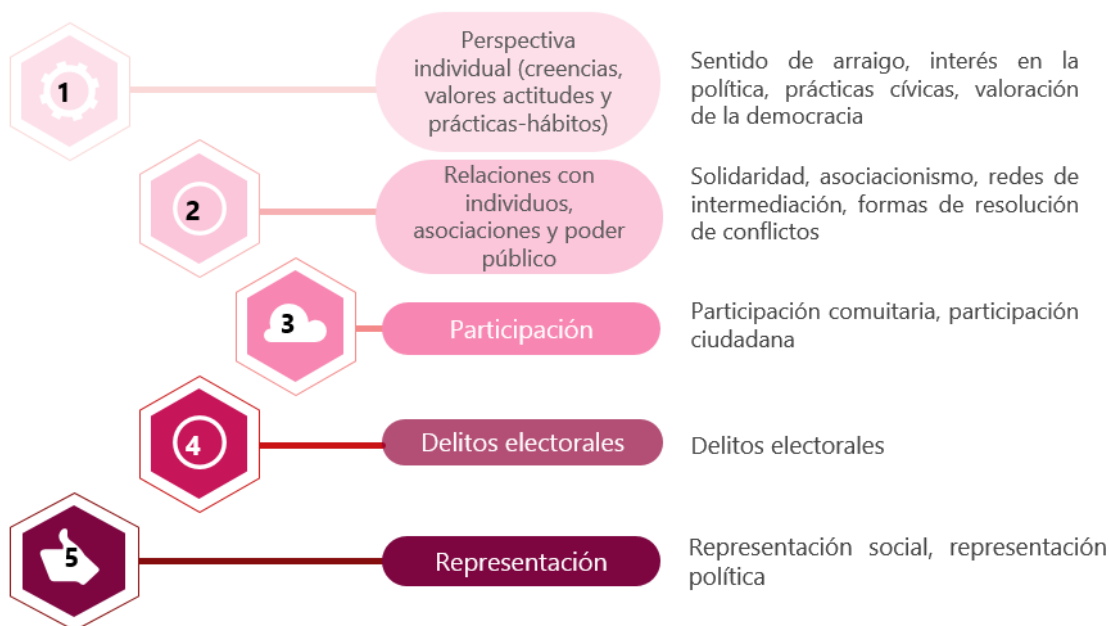 1
Perspectiva
individual (creencias,
valores actitudes y
prácticas-hábitos)
Sentido de arraigo, interés en la
política, prácticas cívicas, valoración
de la democracia
2
Relaciones con
individuos,
asociaciones y poder
público
Solidaridad, asociacionismo, redes de
intermediación, formas de resolución
de conflictos
3
Participación
Participación comuitaria, participación
ciudadana
4
Delitos electorales
Delitos electorales
5
Representación
Representación social, representación
política